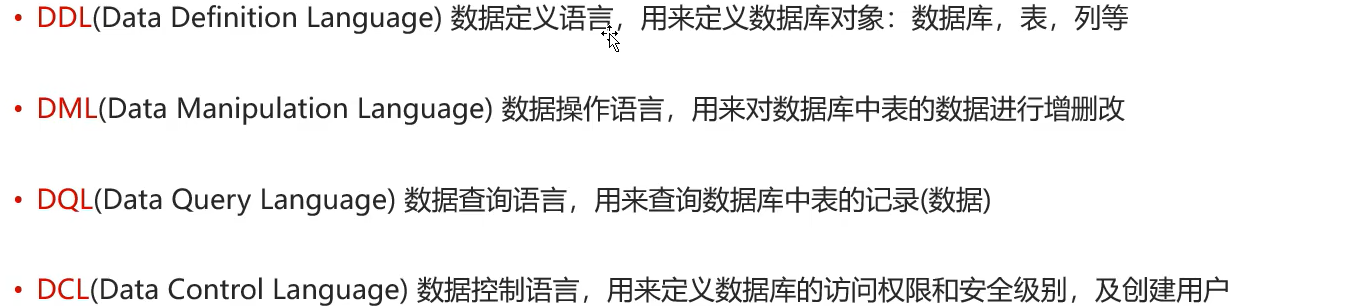 • DDL(Data Definition Language) 数据定义语言，用来定义数据库对象：数据库，表，列等
• DML(Data Manipulation Language) 数据操作语言，用来对数据库中表的数据进行增删改
• DQL(Data Query Language) 数据查询语言，用来查询数据库中表的记录(数据)
• DCL(Data Control Language) 数据控制语言，用来定义数据库的访问权限和安全级别，及创建用户